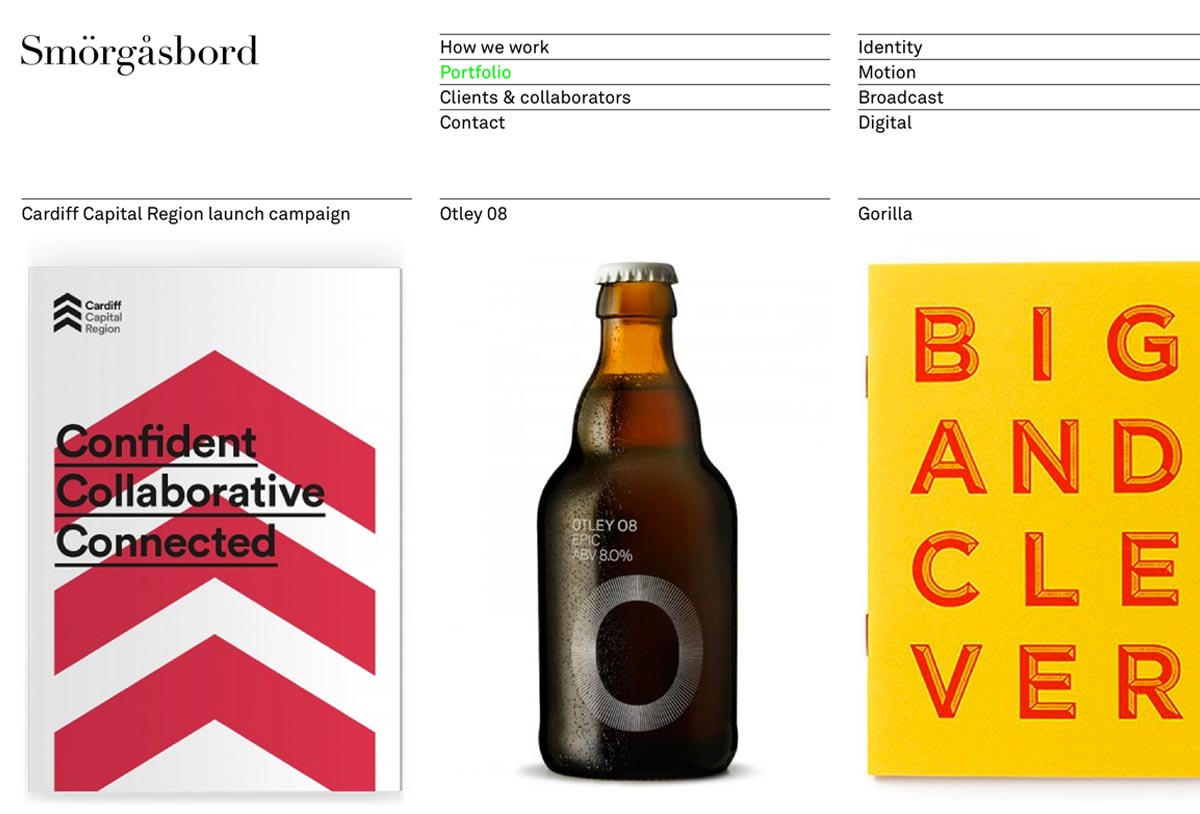 Smörgåsbord
How we work
Portfolio
Clients & collaborators
Contact
Identity
Motion
Broadcast
Digital
Cardiff Capital Region launch campaign
Otley 08
Gorilla
Cardiff
Capital
Region
Confident
Collaborative
Connected
OTLEY 08
EPIC
ABV 8.0%
O
BIG
AND
CLE
VER